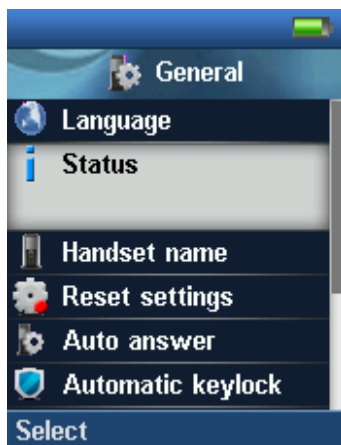 General
Language
Status
Handset name
Reset settings
Auto answer
Automatic keylock
Select